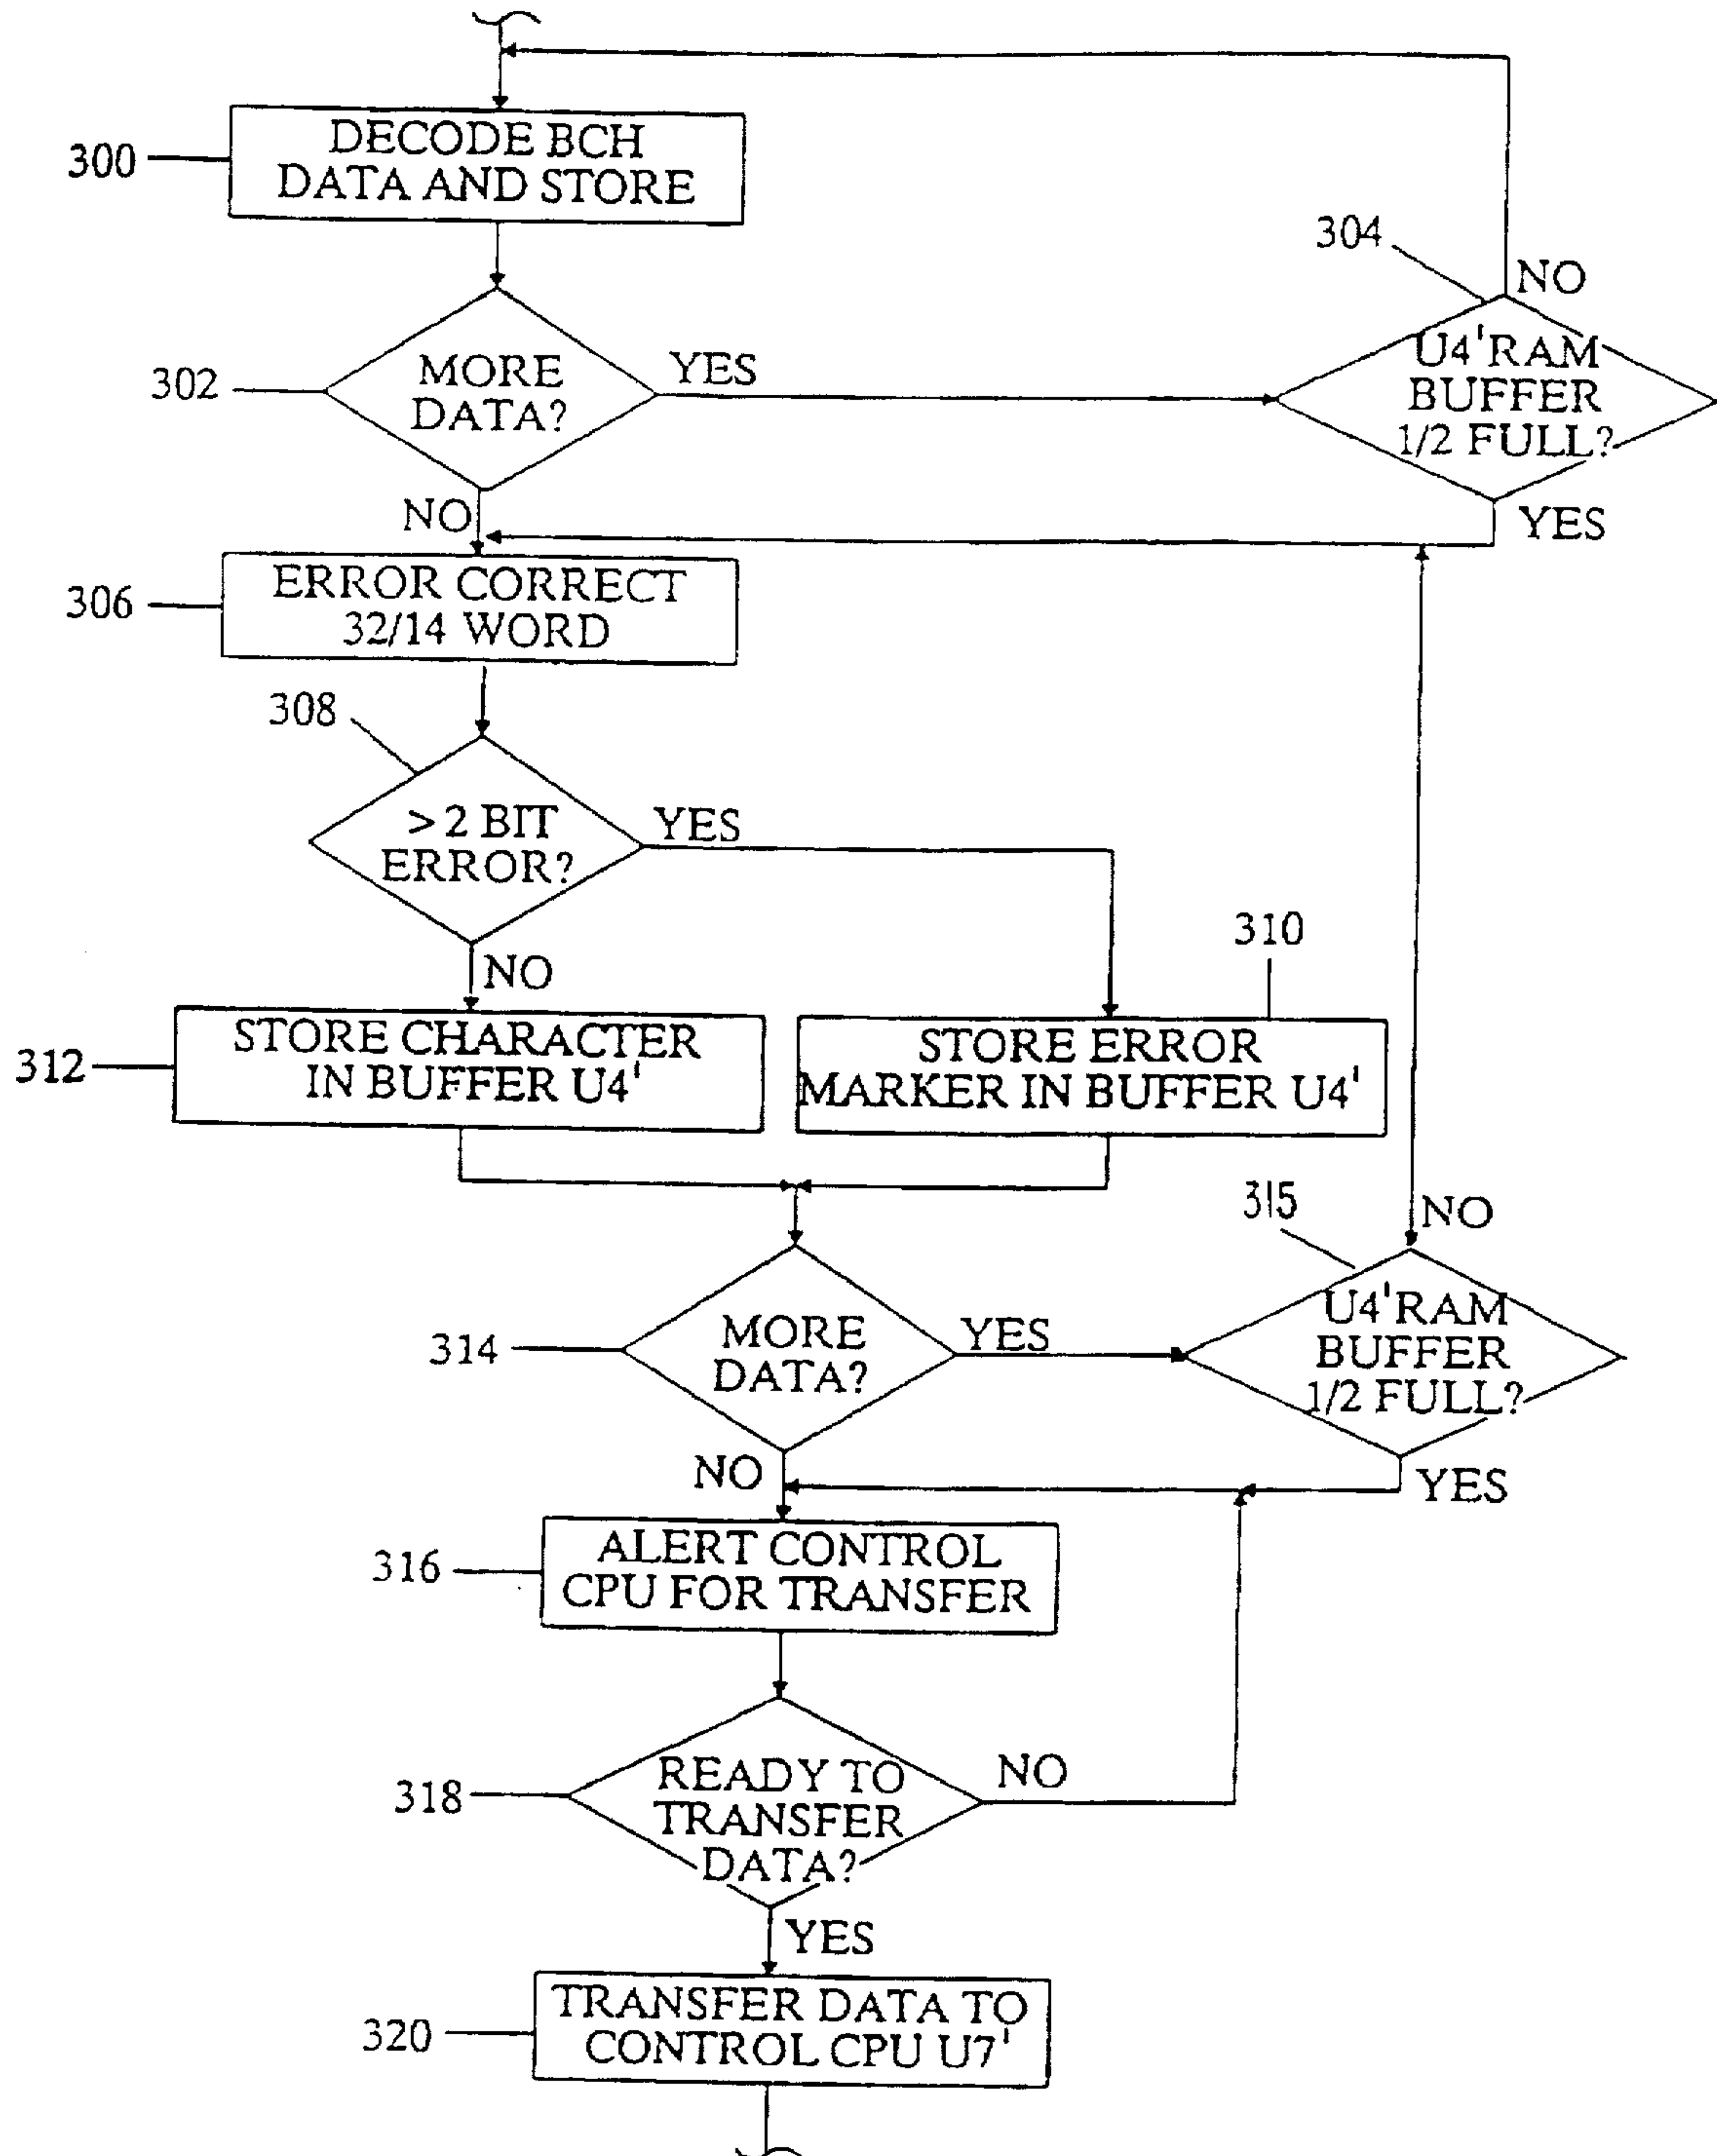 300
DECODE BCH
DATA AND STORE
304
NO
302
MORE
DATA?
YES
U4'RAM
BUFFER
1/2 FULL?
NO
YES
306
ERROR CORRECT
32/14 WORD
308
> 2 BIT
ERROR?
YES
310
NO
312
STORE CHARACTER
IN BUFFER U4'
STORE ERROR
MARKER IN BUFFER U4'
315
NO
314
MORE
DATA?
YES
U4'RAM
BUFFER
1/2 FULL?
NO
YES
316
ALERT CONTROL
CPU FOR TRANSFER
318
READY TO
TRANSFER
DATA?
NO
YES
320
TRANSFER DATA TO
CONTROL CPU U7'